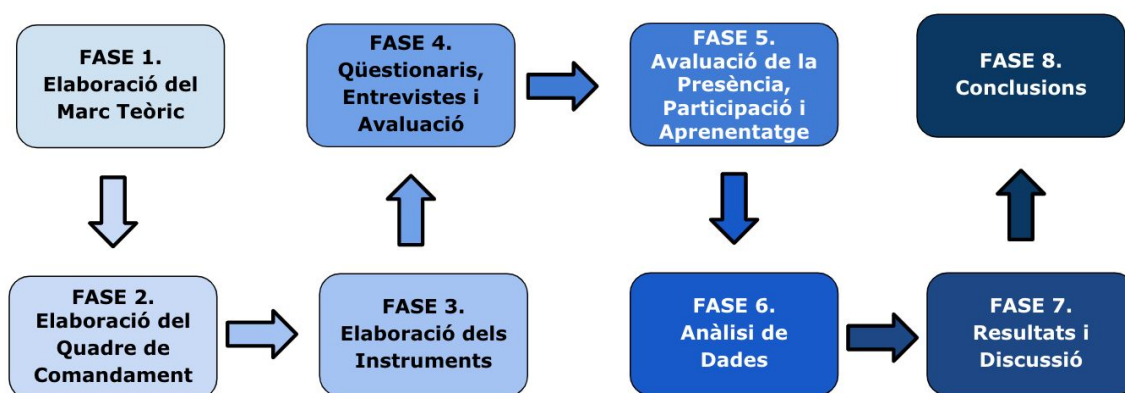 FASE 1.
Elaboració del
Marc Teòric
FASE 2.
Elaboració del
Quadre de
Comandament
FASE 3.
Elaboració dels
Instruments
FASE 4.
Qüestionaris,
Entrevistes i
Avaluació
FASE 5.
Avaluació de la
Presència,
Participació i
Aprenentatge
FASE 6.
Anàlisi de
Dades
FASE 7.
Resultats i
Discussió
FASE 8.
Conclusions